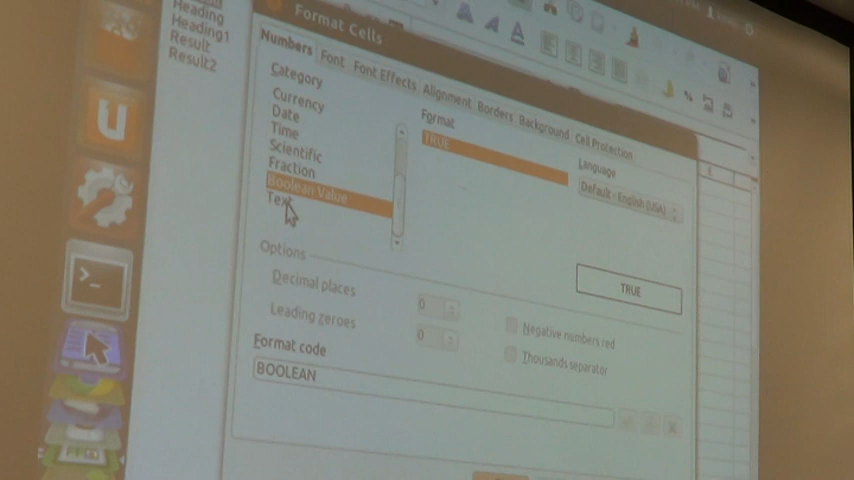 Heading
Heading1
Result
Result2
Format Cells
Numbers
Font
Font Effects
Alignment
Borders
Background
Cell Protection
Category
Currency
Date
Time
Scientific
Fraction
Boolean Value
Text
Format
TRUE
Language
Default - English (USA)
TRUE
Options
Decimal places
0
Leading zeroes
0
Negative numbers red
Thousands separator
Format code
BOOLEAN